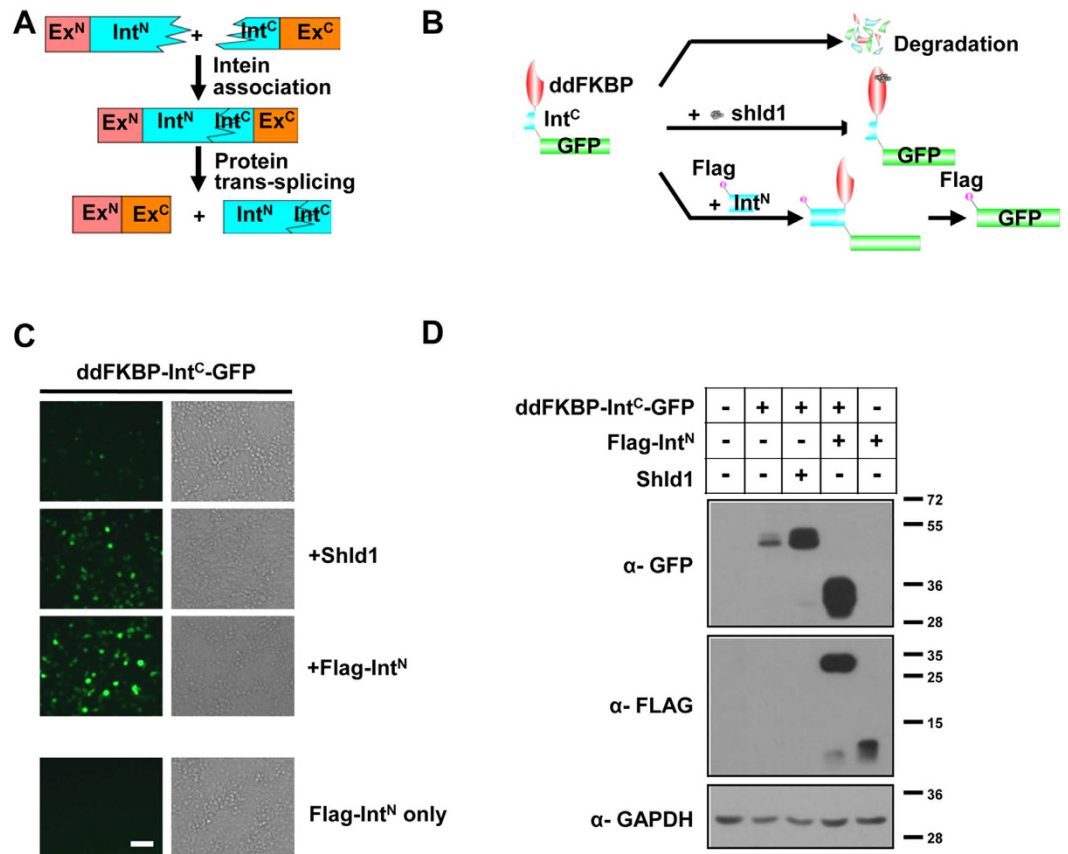 A
Ex^N Int^N + Int^C Ex^C
Intein
association
Ex^N Int^N Int^C Ex^C
Protein
trans-splicing
Ex^N Ex^C + Int^N Int^C
B
Degradation
ddFKBP
Int^C
GFP
+ shld1
GFP
Flag
+ Int^N
Flag
GFP
C
ddFKBP-Int^C-GFP
+Shld1
+Flag-Int^N
Flag-Int^N only
D
ddFKBP-Int^C-GFP - + + + -
Flag-Int^N - - - + +
Shld1 - - + - -
72
55
α- GFP
36
28
35
25
α- FLAG
15
36
α- GAPDH
28